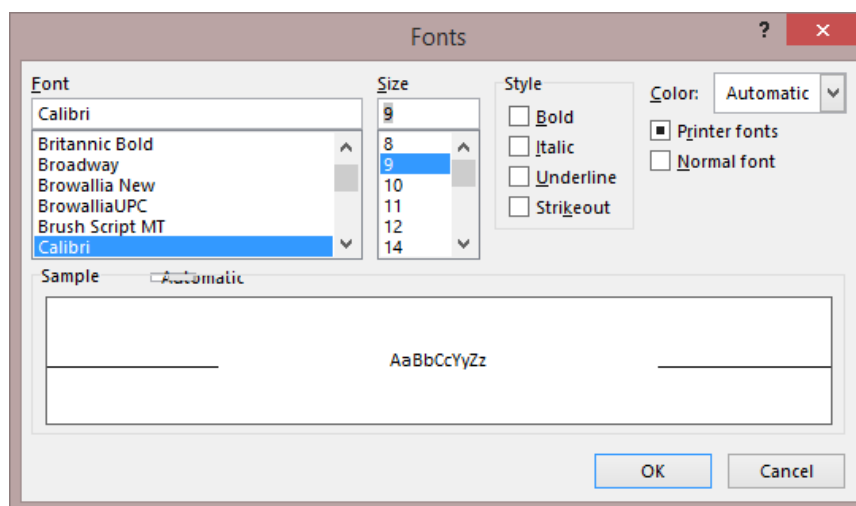 Fonts
?
Font
Calibri
Britannic Bold
Broadway
Browallia New
BrowalliaUPC
Brush Script MT
Calibri
Size
9
8
9
10
11
12
14
Style
Bold
Italic
Underline
Strikeout
Color: Automatic
Printer fonts
Normal font
Sample
Automatic
AaBbCcYyZz
OK
Cancel